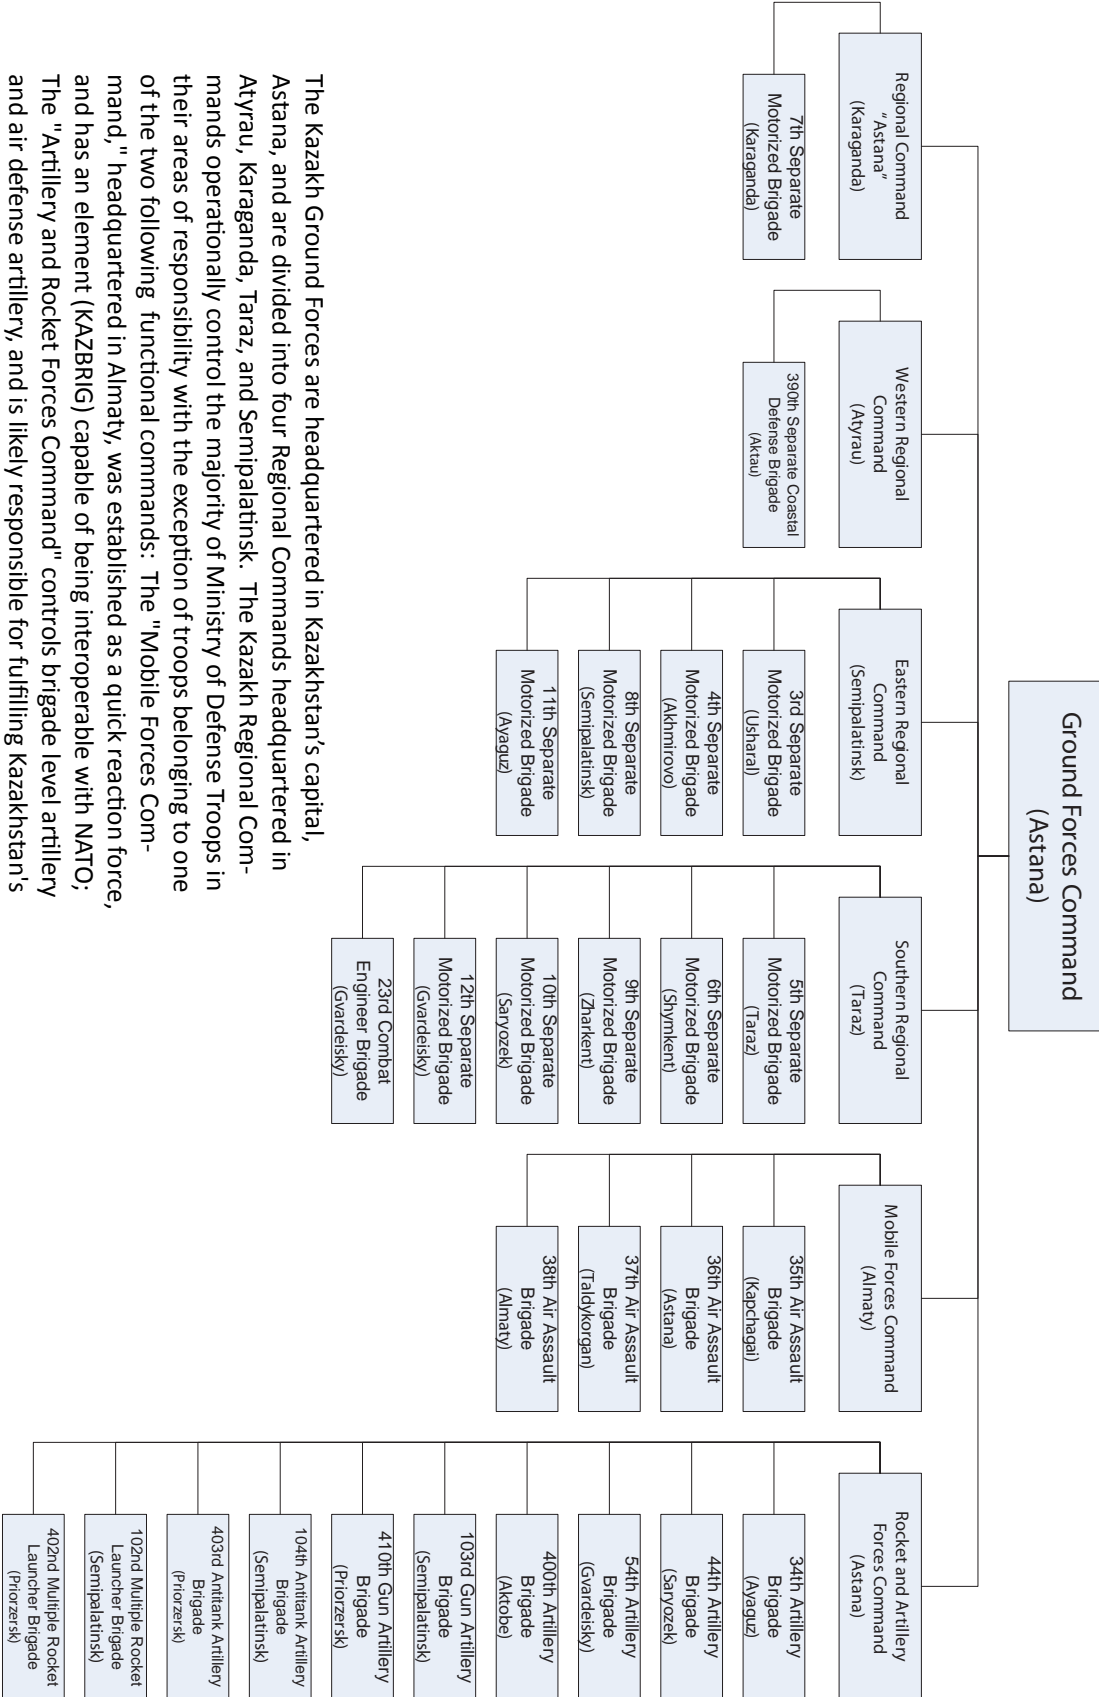 Ground Forces Command
(Astana)
Regional Command
"Astana"
(Karaganda)
7th Separate
Motorized Brigade
(Karaganda)
Western Regional
Command
(Atyrau)
390th Separate Coastal
Defense Brigade
(Aktau)
Eastern Regional
Command
(Semipalatinsk)
3rd Separate
Motorized Brigade
(Usharal)
4th Separate
Motorized Brigade
(Akhmirovo)
8th Separate
Motorized Brigade
(Semipalatinsk)
11th Separate
Motorized Brigade
(Ayaguz)
Southern Regional
Command
(Taraz)
5th Separate
Motorized Brigade
(Taraz)
6th Separate
Motorized Brigade
(Shymkent)
9th Separate
Motorized Brigade
(Zharkent)
10th Separate
Motorized Brigade
(Saryozek)
12th Separate
Motorized Brigade
(Gvardeisky)
23rd Combat
Engineer Brigade
(Gvardeisky)
Mobile Forces Command
(Almaty)
35th Air Assault
Brigade
(Kapchagai)
36th Air Assault
Brigade
(Astana)
37th Air Assault
Brigade
(Taldykorgan)
38th Air Assault
Brigade
(Almaty)
Rocket and Artillery
Forces Command
(Astana)
34th Artillery
Brigade
(Ayaguz)
44th Artillery
Brigade
(Saryozek)
54th Artillery
Brigade
(Gvardeisky)
400th Artillery
Brigade
(Aktobe)
103rd Gun Artillery
Brigade
(Semipalatinsk)
410th Gun Artillery
Brigade
(Priorzersk)
104th Antitank Artillery
Brigade
(Semipalatinsk)
403rd Antitank Artillery
Brigade
(Priorzersk)
102nd Multiple Rocket
Launcher Brigade
(Semipalatinsk)
402nd Multiple Rocket
Launcher Brigade
(Priorzersk)
The Kazakh Ground Forces are headquartered in Kazakhstan's capital,
Astana, and are divided into four Regional Commands headquartered in
Atyrau, Karaganda, Taraz, and Semipalatinsk. The Kazakh Regional Com-
mands operationally control the majority of Ministry of Defense Troops in
their areas of responsibility with the exception of troops belonging to one
of the two following functional commands: The "Mobile Forces Com-
mand," headquartered in Almaty, was established as a quick reaction force,
and has an element (KAZBRIG) capable of being interoperable with NATO;
The "Artillery and Rocket Forces Command" controls brigade level artillery
and air defense artillery, and is likely responsible for fulfilling Kazakhstan's